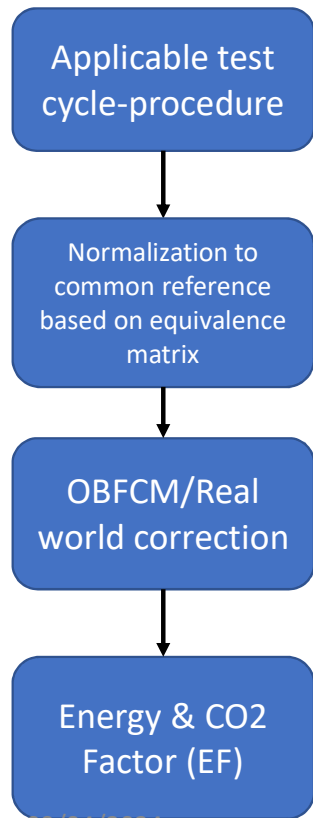 Applicable test
cycle-procedure
Normalization to
common reference
based on equivalence
matrix
OBFCM/Real
world correction
Energy & CO2
Factor (EF)